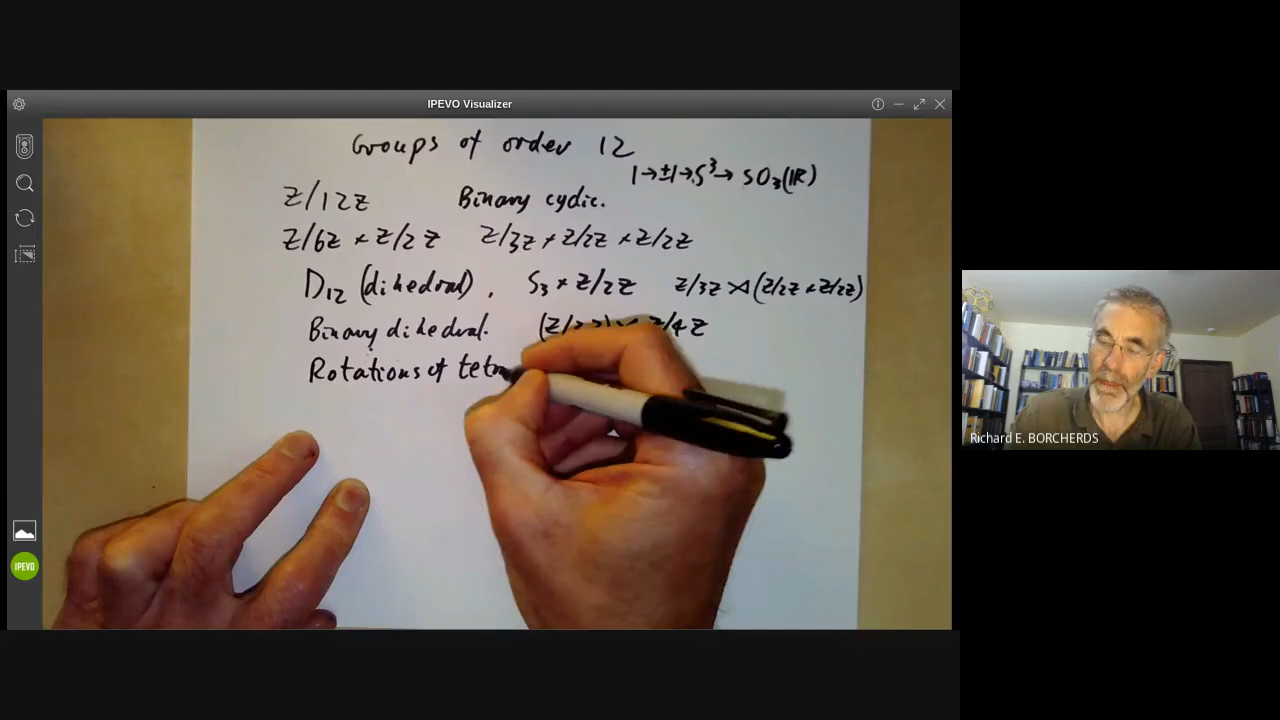 IPEVO Visualizer
Groups of order 12
1→±1→S³→SO₃(ℝ)
Z/12Z Binary cyclic.
Z/6Z × Z/2Z Z/3Z × Z/2Z × Z/2Z
D₁₂ (dihedral), S₃ × Z/2Z Z/3Z ⋊ (Z/2Z × Z/2Z)
Binary dihedral. Z/4Z
Rotations of tetr
IPEVO
Richard E. BORCHERDS